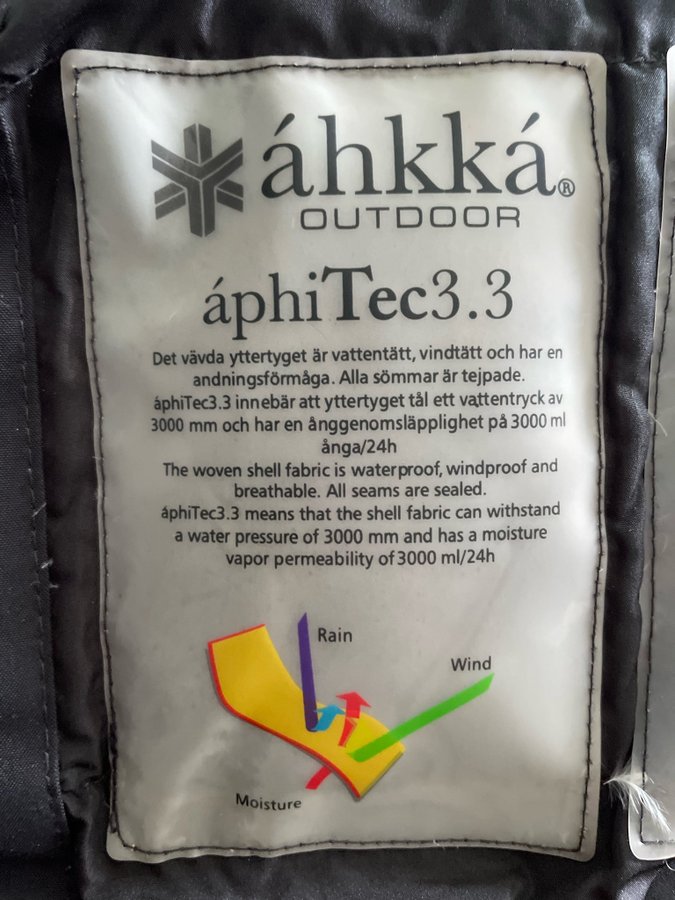 áhkká®
OUTDOOR
áphiTec3.3
Det vävda yttertyget är vattentätt, vindtätt och har en
andningsförmåga. Alla sömmar är tejpade.
áphiTec3.3 innebär att yttertyget tål ett vattentryck av
3000 mm och har en ånggenomsläpplighet på 3000 ml
ånga/24h
The woven shell fabric is waterproof, windproof and
breathable. All seams are sealed.
áphiTec3.3 means that the shell fabric can withstand
a water pressure of 3000 mm and has a moisture
vapor permeability of 3000 ml/24h
Rain
Wind
Moisture